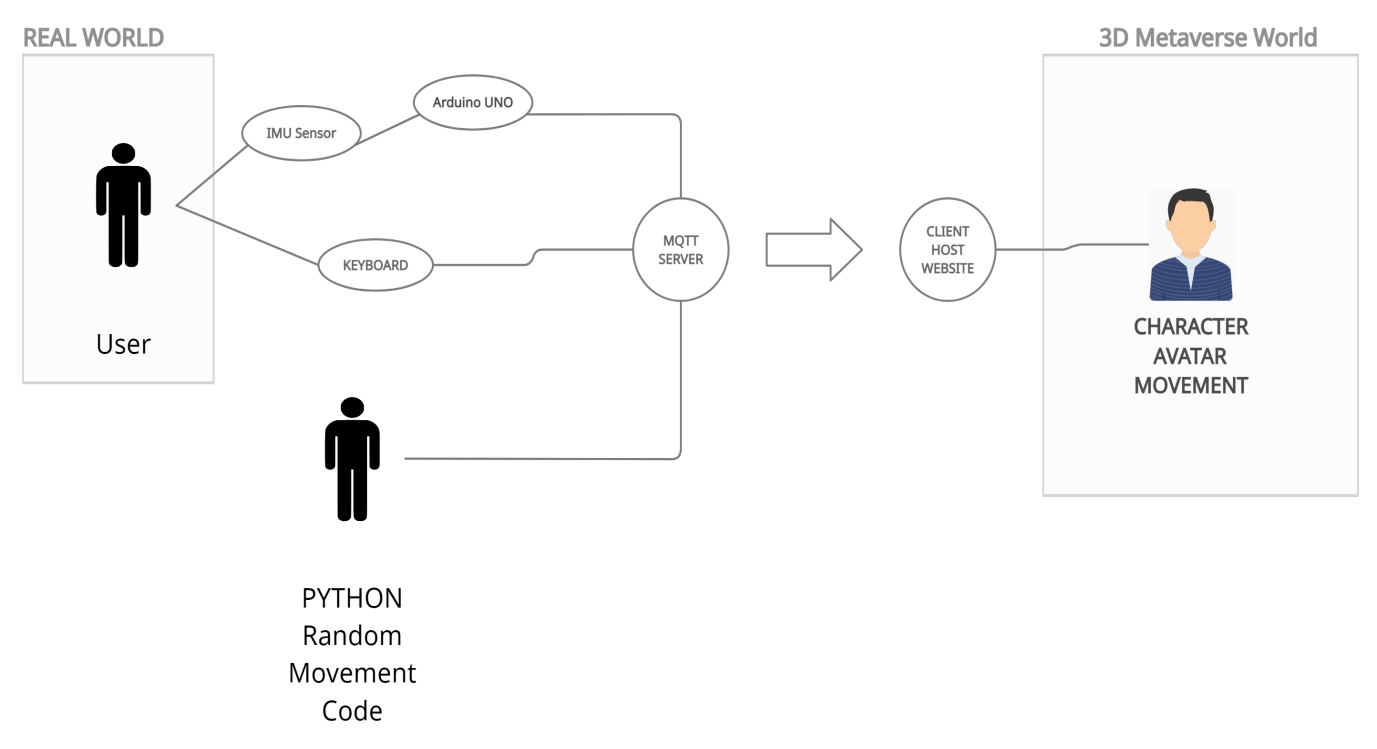 REAL WORLD
3D Metaverse World
Arduino UNO
IMU Sensor
KEYBOARD
MQTT
SERVER
CLIENT
HOST
WEBSITE
User
CHARACTER
AVATAR
MOVEMENT
PYTHON
Random
Movement
Code